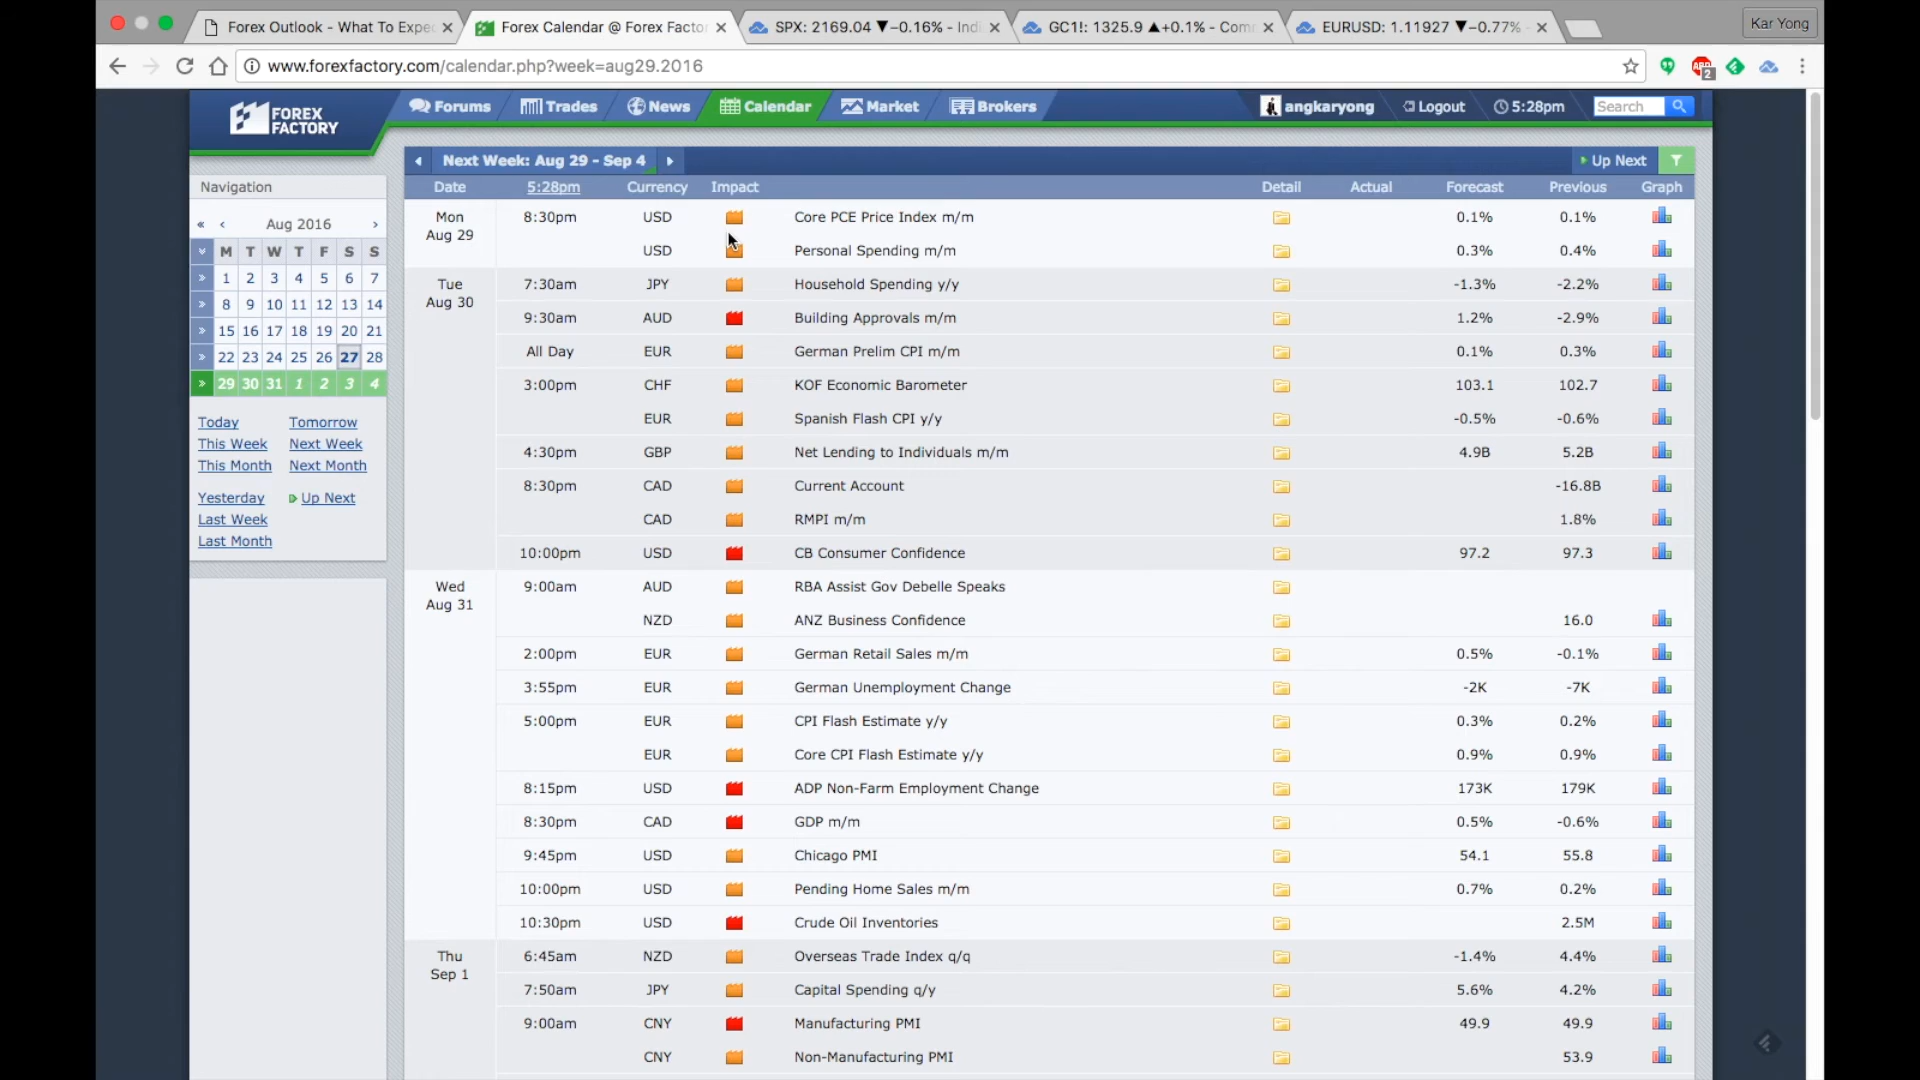 Forex Outlook - What To Expec
Forex Calendar @ Forex Factor
SPX: 2169.04 ▼−0.16% - Indi
GC1!: 1325.9 ▲+0.1% - Com
EURUSD: 1.11927 ▼−0.77% -
Kar Yong
www.forexfactory.com/calendar.php?week=aug29.2016
ABP 2
FOREX FACTORY
Forums Trades News Calendar Market Brokers angkaryong Logout 5:28pm Search
Next Week: Aug 29 - Sep 4 Up Next
Date 5:28pm Currency Impact Detail Actual Forecast Previous Graph
Navigation
« ‹ Aug 2016 ›
M T W T F S S
» 1 2 3 4 5 6 7
» 8 9 10 11 12 13 14
» 15 16 17 18 19 20 21
» 22 23 24 25 26 27 28
» 29 30 31 1 2 3 4
Today Tomorrow
This Week Next Week
This Month Next Month
Yesterday Up Next
Last Week
Last Month
Mon Aug 29 8:30pm USD Core PCE Price Index m/m 0.1% 0.1%
USD Personal Spending m/m 0.3% 0.4%
Tue Aug 30 7:30am JPY Household Spending y/y -1.3% -2.2%
9:30am AUD Building Approvals m/m 1.2% -2.9%
All Day EUR German Prelim CPI m/m 0.1% 0.3%
3:00pm CHF KOF Economic Barometer 103.1 102.7
EUR Spanish Flash CPI y/y -0.5% -0.6%
4:30pm GBP Net Lending to Individuals m/m 4.9B 5.2B
8:30pm CAD Current Account -16.8B
CAD RMPI m/m 1.8%
10:00pm USD CB Consumer Confidence 97.2 97.3
Wed Aug 31 9:00am AUD RBA Assist Gov Debelle Speaks
NZD ANZ Business Confidence 16.0
2:00pm EUR German Retail Sales m/m 0.5% -0.1%
3:55pm EUR German Unemployment Change -2K -7K
5:00pm EUR CPI Flash Estimate y/y 0.3% 0.2%
EUR Core CPI Flash Estimate y/y 0.9% 0.9%
8:15pm USD ADP Non-Farm Employment Change 173K 179K
8:30pm CAD GDP m/m 0.5% -0.6%
9:45pm USD Chicago PMI 54.1 55.8
10:00pm USD Pending Home Sales m/m 0.7% 0.2%
10:30pm USD Crude Oil Inventories 2.5M
Thu Sep 1 6:45am NZD Overseas Trade Index q/q -1.4% 4.4%
7:50am JPY Capital Spending q/y 5.6% 4.2%
9:00am CNY Manufacturing PMI 49.9 49.9
CNY Non-Manufacturing PMI 53.9